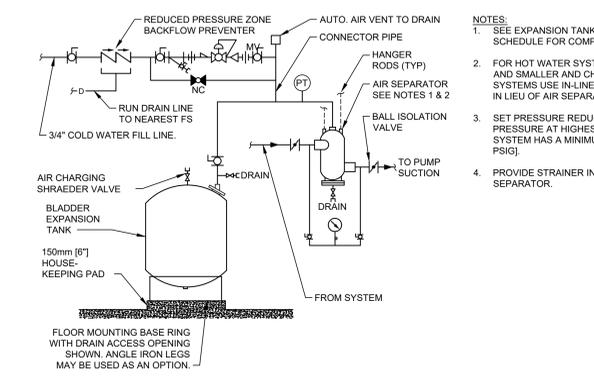 REDUCED PRESSURE ZONE
BACKFLOW PREVENTER
AUTO. AIR VENT TO DRAIN
CONNECTOR PIPE
MV
HANGER
RODS (TYP)
PT
NC
AIR SEPARATOR
SEE NOTES 1 & 2
D
RUN DRAIN LINE
TO NEAREST FS
BALL ISOLATION
VALVE
3/4" COLD WATER FILL LINE.
TO PUMP
SUCTION
DRAIN
AIR CHARGING
SHRAEDER VALVE
DRAIN
BLADDER
EXPANSION
TANK
150mm [6"]
HOUSE-
KEEPING PAD
FROM SYSTEM
FLOOR MOUNTING BASE RING
WITH DRAIN ACCESS OPENING
SHOWN. ANGLE IRON LEGS
MAY BE USED AS AN OPTION.
NOTES:
1. SEE EXPANSION TANK
SCHEDULE FOR COMP
2. FOR HOT WATER SYST
AND SMALLER AND CH
SYSTEMS USE IN-LINE
IN LIEU OF AIR SEPARA
3. SET PRESSURE REDU
PRESSURE AT HIGHES
SYSTEM HAS A MINIMU
PSIG].
4. PROVIDE STRAINER IN
SEPARATOR.